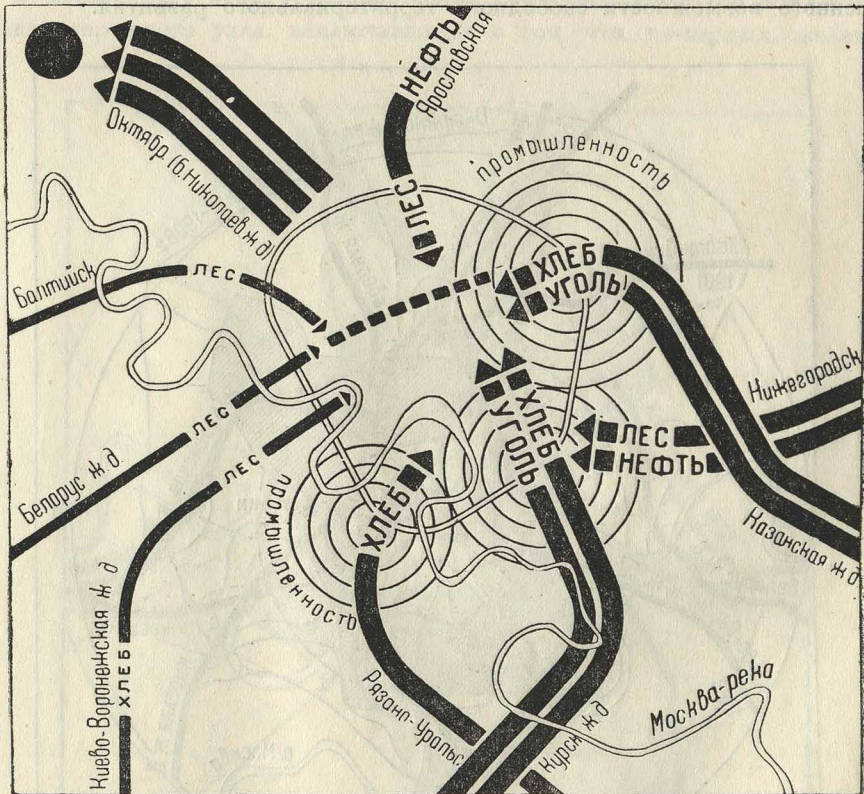 НЕФТЬ
Ярославская
Октябр. (б. Николаев ж.д.
ЛЕС
промышленность
Балтийск
ЛЕС
ХЛЕБ
УГОЛЬ
Нижегородск
ЛЕС
ХЛЕБ
УГОЛЬ
ЛЕС
НЕФТЬ
Белорус ж.д.
ЛЕС
промышленность
ХЛЕБ
Казанская ж.д
Киево-Воронежская ж д
ХЛЕБ
Рязано-Уральс.
Курск ж д
Москва-река